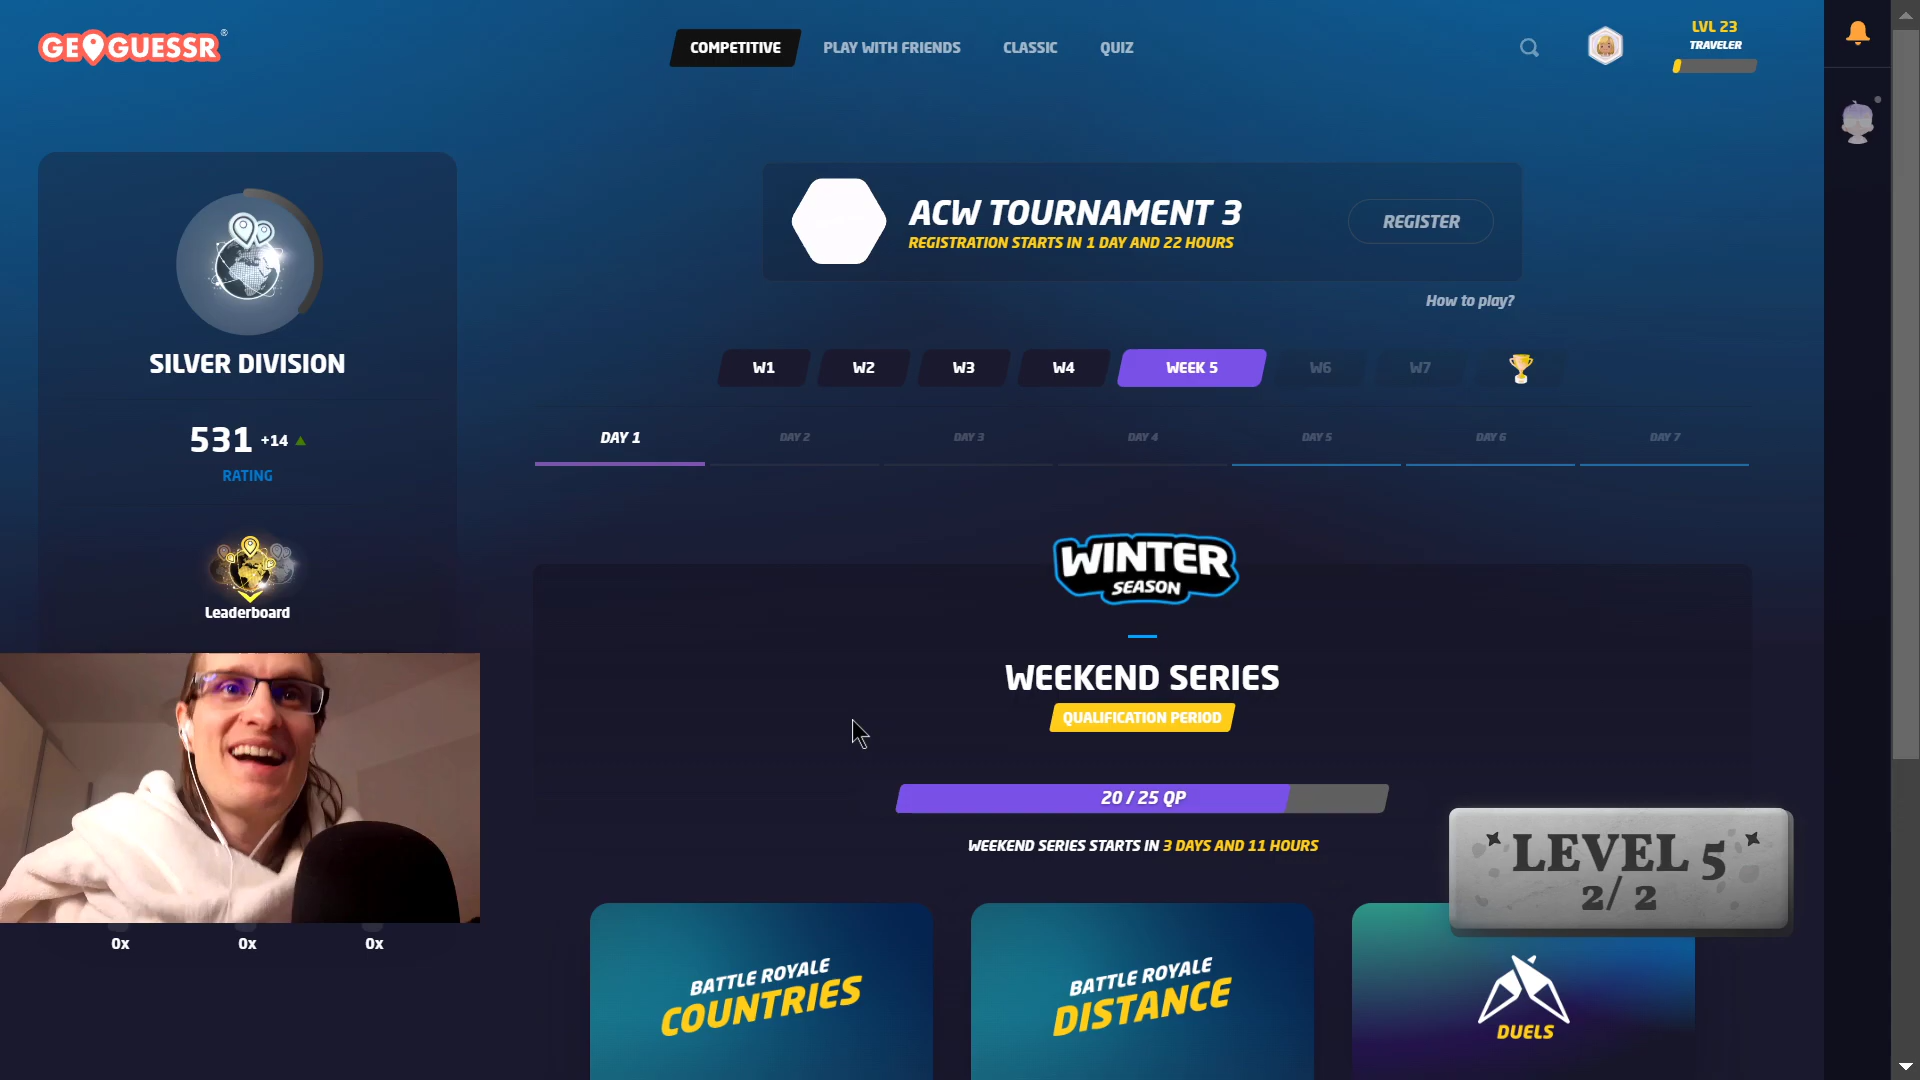 GEOGUESSR®
COMPETITIVE
PLAY WITH FRIENDS
CLASSIC
QUIZ
LVL 23
TRAVELER
SILVER DIVISION
531 +14
RATING
Leaderboard
ACW TOURNAMENT 3
REGISTRATION STARTS IN 1 DAY AND 22 HOURS
REGISTER
How to play?
W1
W2
W3
W4
WEEK 5
W6
W7
DAY 1
DAY 2
DAY 3
DAY 4
DAY 5
DAY 6
DAY 7
WINTER
SEASON
WEEKEND SERIES
QUALIFICATION PERIOD
20 / 25 QP
WEEKEND SERIES STARTS IN 3 DAYS AND 11 HOURS
LEVEL 5
2/ 2
0x
0x
0x
BATTLE ROYALE
COUNTRIES
BATTLE ROYALE
DISTANCE
DUELS